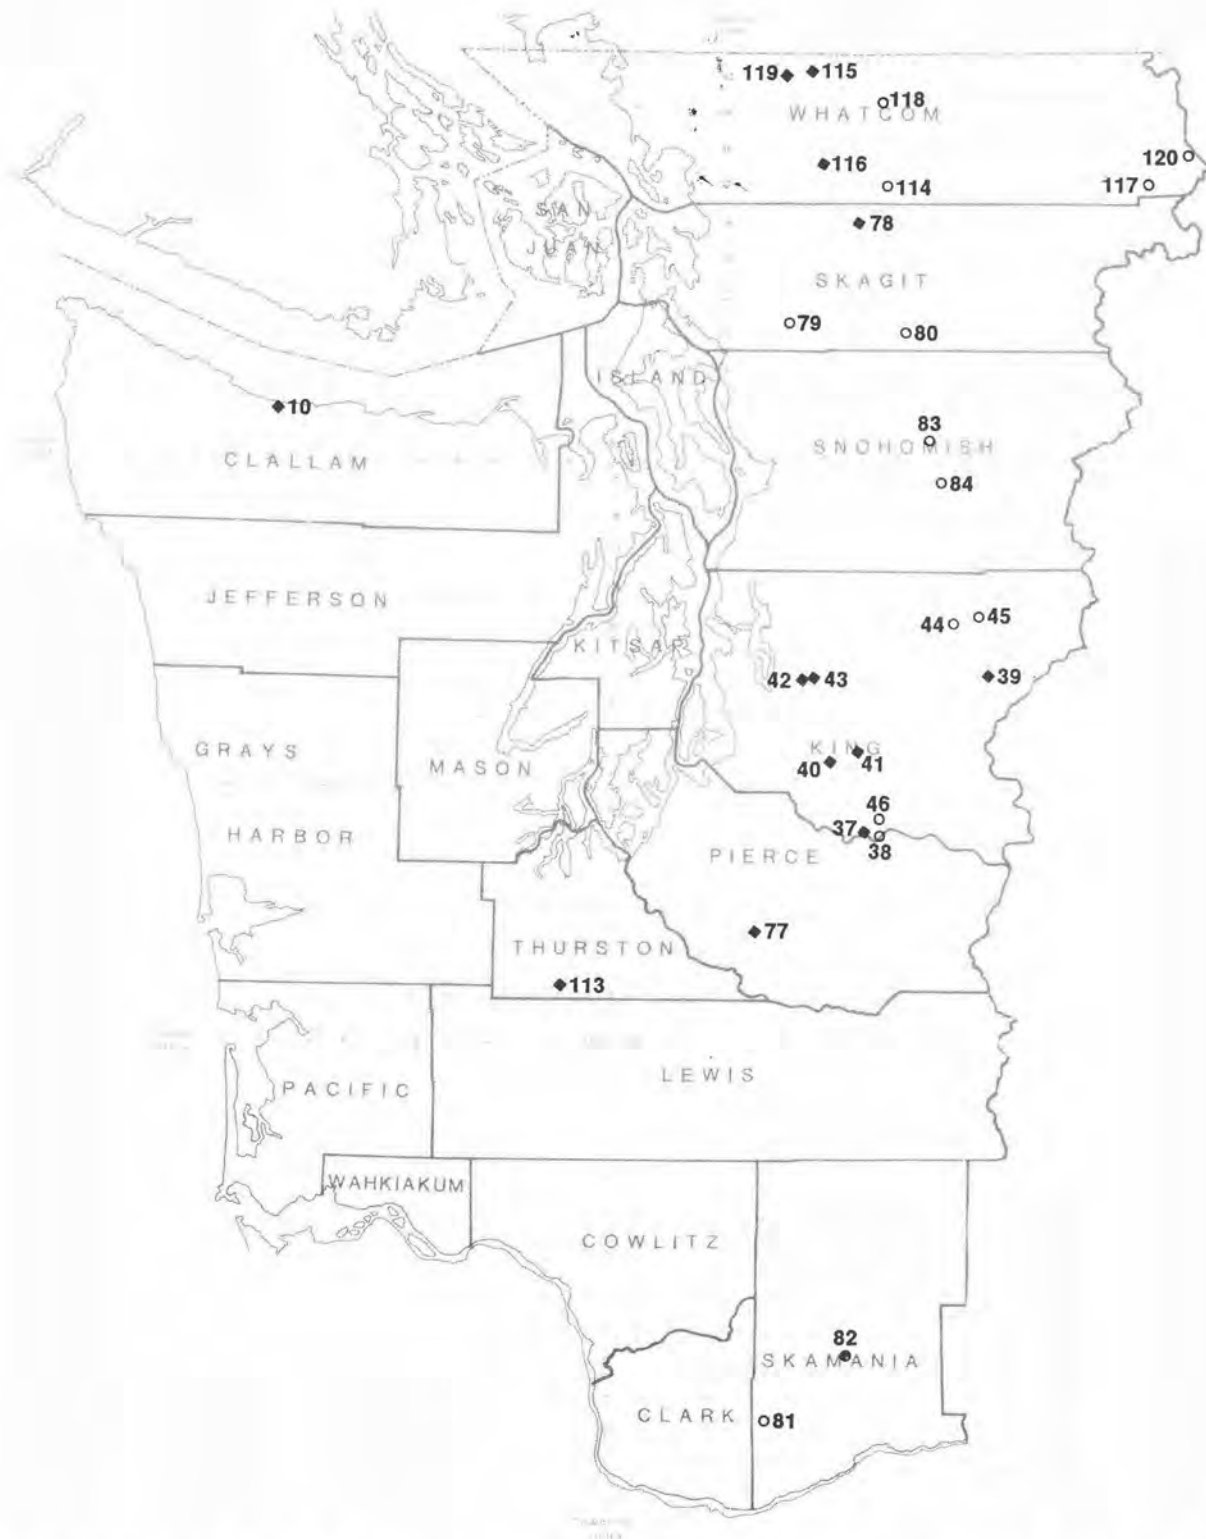 119
115
118
WHATCOM
120
116
114
117
SAN
78
JUAN
SKAGIT
79
80
ISLAND
10
83
SNOHOMISH
CLALLAM
84
JEFFERSON
44
45
KITSAP
42
43
39
GRAYS
KING
MASON
40
41
46
HARBOR
37
PIERCE
38
77
THURSTON
113
LEWIS
PACIFIC
WAHKIAKUM
COWLITZ
82
SKAMANIA
CLARK
81